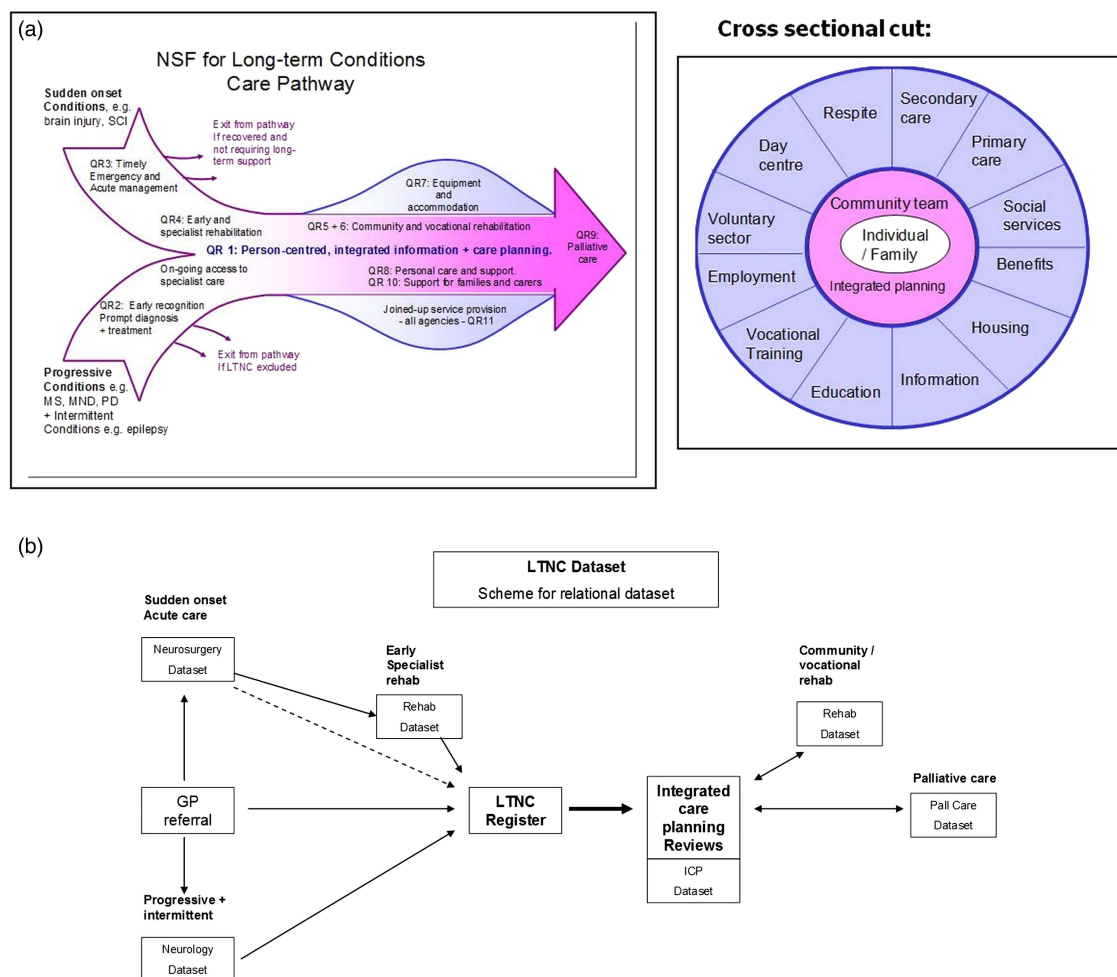 (a)
NSF for Long-term Conditions
Care Pathway
Sudden onset
Conditions, e.g.
brain injury, SCI
Exit from pathway
If recovered and
not requiring long-
term support
QR3: Timely
Emergency and
Acute management
QR7: Equipment
and
accommodation
QR4: Early and
specialist rehabilitation
QR5 + 6: Community and vocational rehabilitation
QR 1: Person-centred, integrated information + care planning.
QR9:
Palliative
care
On-going access to
specialist care
QR8: Personal care and support.
QR 10: Support for families and carers
QR2: Early recognition
Prompt diagnosis
+ treatment
Joined-up service provision
- all agencies - QR11
Exit from pathway
If LTNC excluded
Progressive
Conditions e.g.
MS, MND, PD
+ Intermittent
Conditions e.g. epilepsy
Cross sectional cut:
Respite
Secondary
care
Day
centre
Primary
care
Voluntary
sector
Social
services
Community team
Individual
/ Family
Integrated planning
Employment
Benefits
Vocational
Training
Housing
Education
Information
(b)
LTNC Dataset
Scheme for relational dataset
Sudden onset
Acute care
Neurosurgery
Dataset
Early
Specialist
rehab
Rehab
Dataset
Community /
vocational
rehab
Rehab
Dataset
GP
referral
LTNC
Register
Integrated
care
planning
Reviews
ICP
Dataset
Palliative care
Pall Care
Dataset
Progressive +
intermittent
Neurology
Dataset